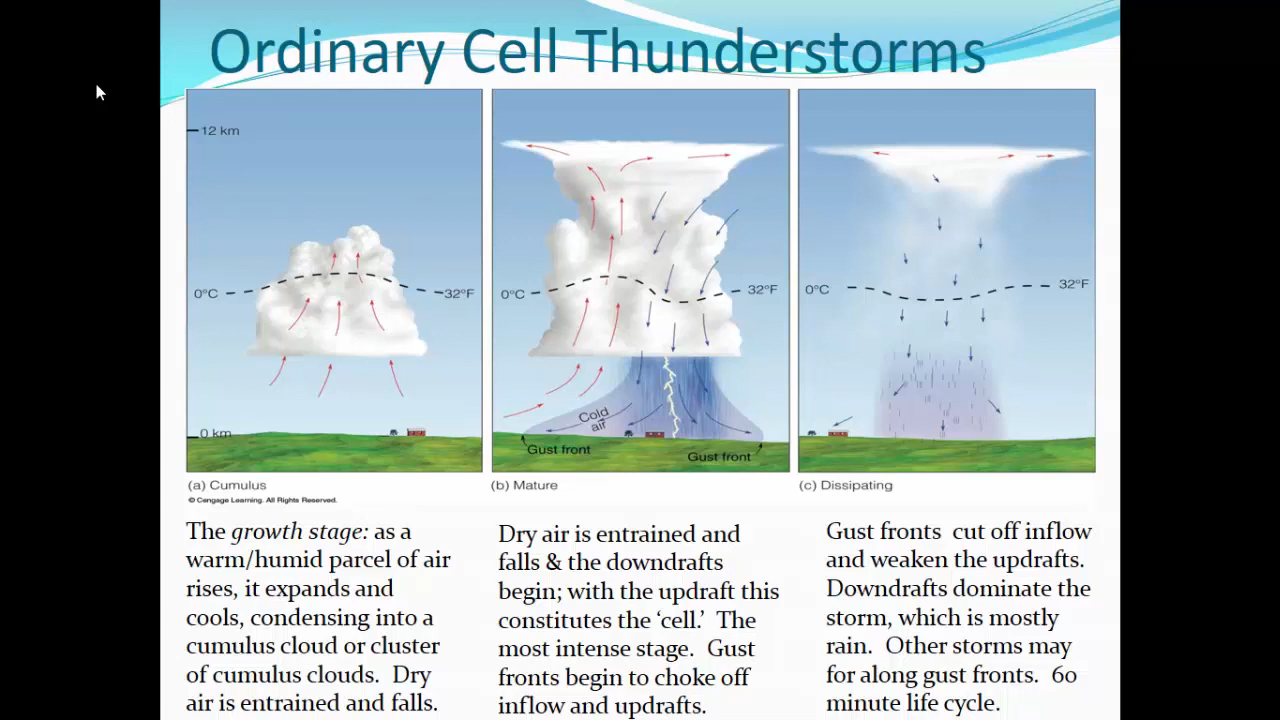 Ordinary Cell Thunderstorms
12 km
0°C
32°F
0 km
0°C
32°F
Cold
air
Gust front
Gust front
0°C
32°F
(a) Cumulus
© Cengage Learning. All Rights Reserved.
(b) Mature
(c) Dissipating
The growth stage: as a
warm/humid parcel of air
rises, it expands and
cools, condensing into a
cumulus cloud or cluster
of cumulus clouds.  Dry
air is entrained and falls.
Dry air is entrained and
falls & the downdrafts
begin; with the updraft this
constitutes the ‘cell.’  The
most intense stage.  Gust
fronts begin to choke off
inflow and updrafts.
Gust fronts  cut off inflow
and weaken the updrafts.
Downdrafts dominate the
storm, which is mostly
rain.  Other storms may
for along gust fronts.  60
minute life cycle.